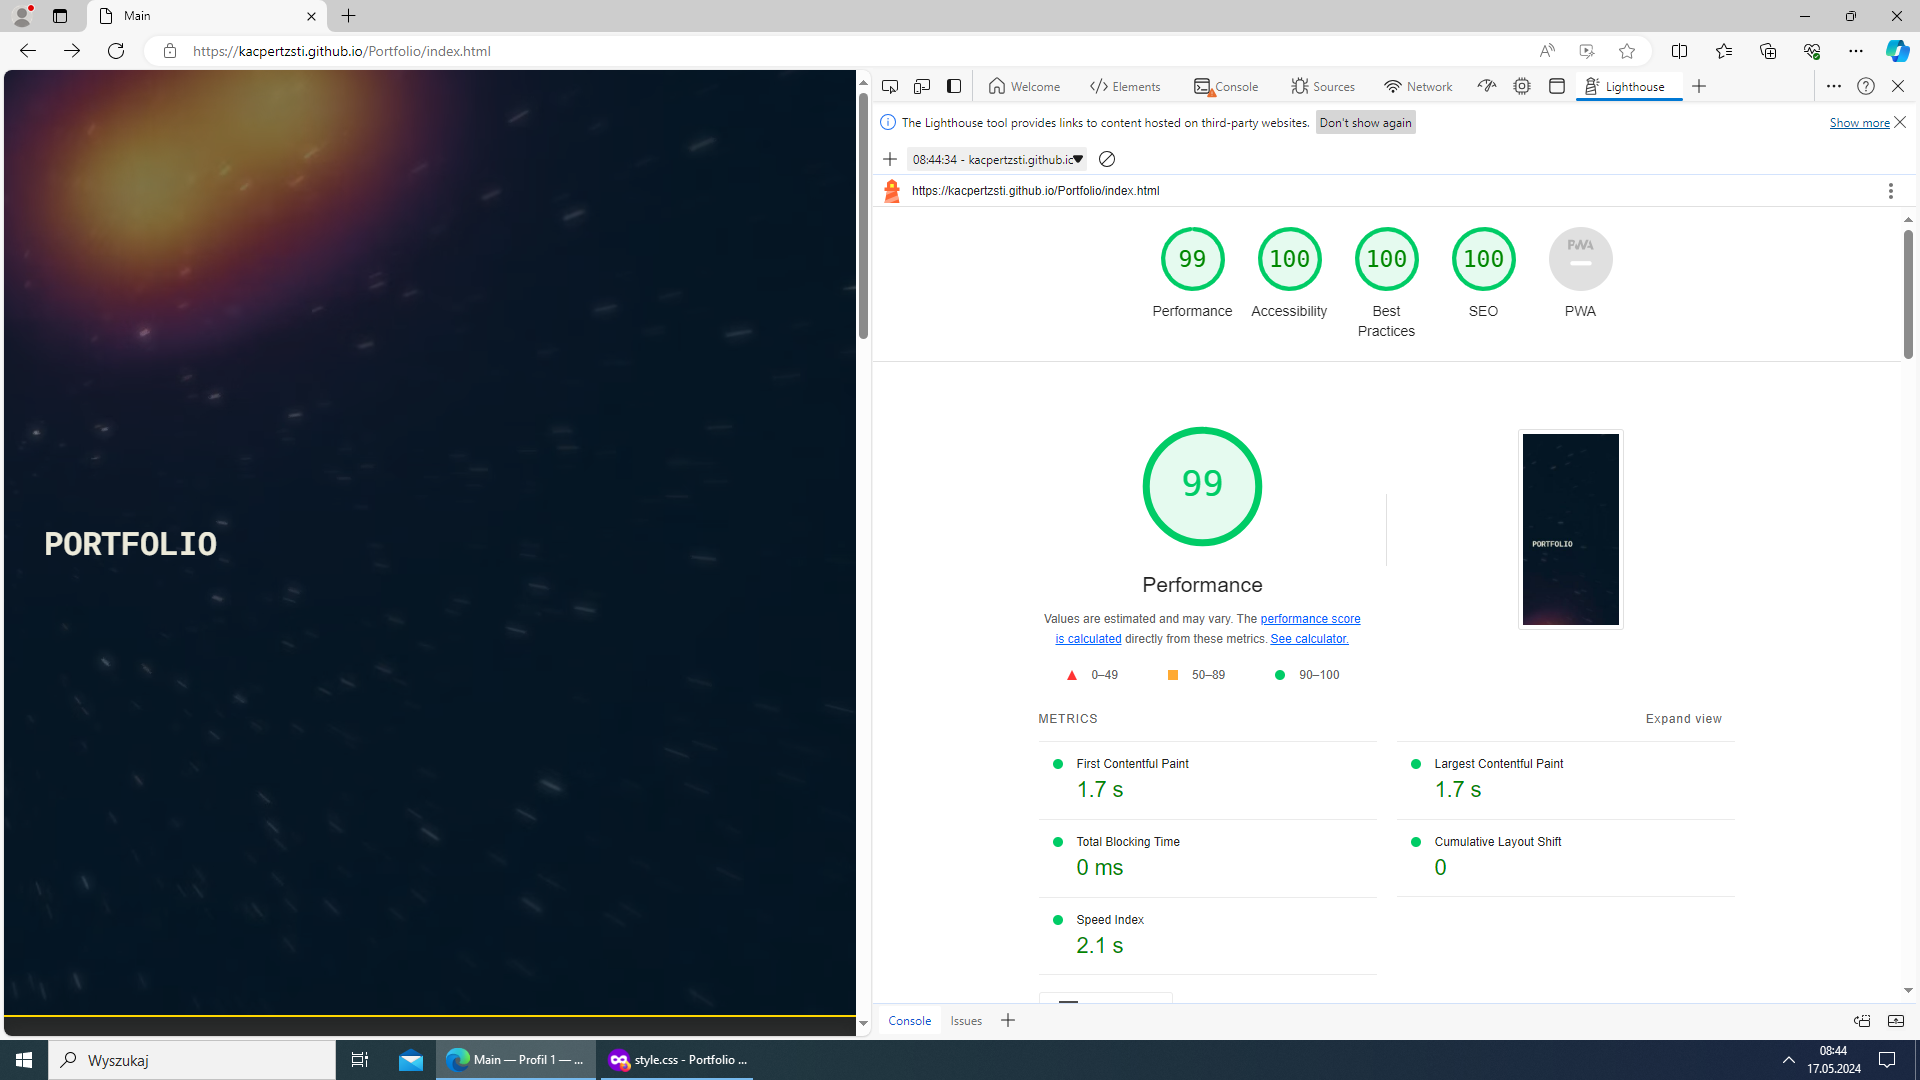 Main
https://kacpertzsti.github.io/Portfolio/index.html
Welcome
Elements
Console
Sources
Network
Lighthouse
The Lighthouse tool provides links to content hosted on third-party websites.
Don't show again
Show more
08:44:34 - kacpertzsti.github.ic
https://kacpertzsti.github.io/Portfolio/index.html
99
100
100
100
PWA
Performance
Accessibility
Best
Practices
SEO
PWA
PORTFOLIO
99
PORTFOLIO
Performance
Values are estimated and may vary. The performance score
is calculated directly from these metrics. See calculator.
0–49
50–89
90–100
METRICS
Expand view
First Contentful Paint
1.7 s
Largest Contentful Paint
1.7 s
Total Blocking Time
0 ms
Cumulative Layout Shift
0
Speed Index
2.1 s
Console
Issues
Wyszukaj
Main — Profil 1 — ...
style.css - Portfolio ...
08:44
17.05.2024